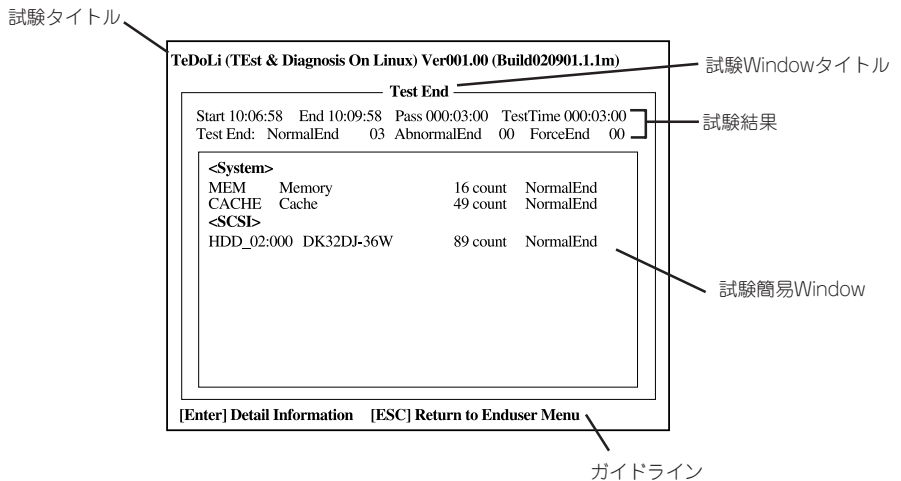 試験タイトル
TeDoLi (TEst & Diagnosis On Linux) Ver001.00 (Build020901.1.1m)
試験Windowタイトル
Test End
Start 10:06:58 End 10:09:58 Pass 000:03:00 TestTime 000:03:00
Test End: NormalEnd 03 AbnormalEnd 00 ForceEnd 00
試験結果
<System>
MEM Memory 16 count NormalEnd
CACHE Cache 49 count NormalEnd
<SCSI>
HDD_02:000 DK32DJ-36W 89 count NormalEnd
試験簡易Window
[Enter] Detail Information [ESC] Return to Enduser Menu
ガイドライン